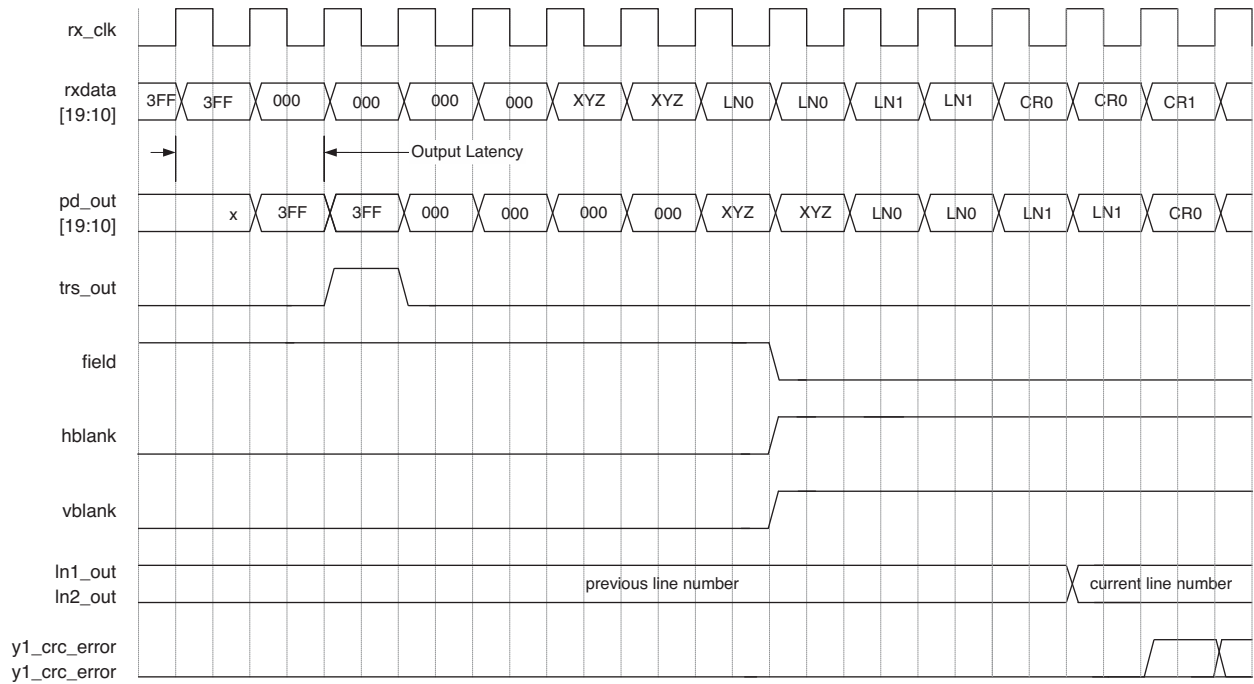 rx_clk
rxdata
[19:10]
3FF 3FF 000 000 000 000 XYZ XYZ LN0 LN0 LN1 LN1 CR0 CR0 CR1
Output Latency
pd_out
[19:10]
x 3FF 3FF 000 000 000 000 XYZ XYZ LN0 LN0 LN1 LN1 CR0
trs_out
field
hblank
vblank
ln1_out
ln2_out
previous line number current line number
y1_crc_error
y1_crc_error